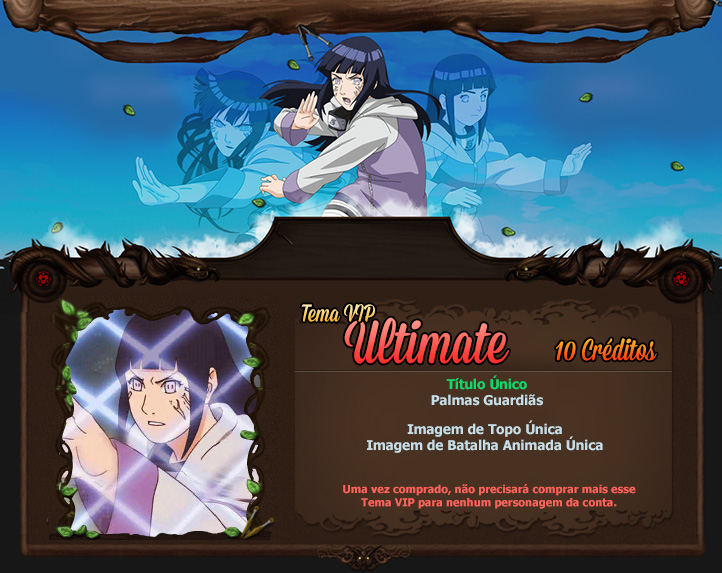 Tema VIP
Ultimate
10 Créditos
Título Único
Palmas Guardiãs
Imagem de Topo Única
Imagem de Batalha Animada Única
Uma vez comprado, não precisará comprar mais esse
Tema VIP para nenhum personagem da conta.